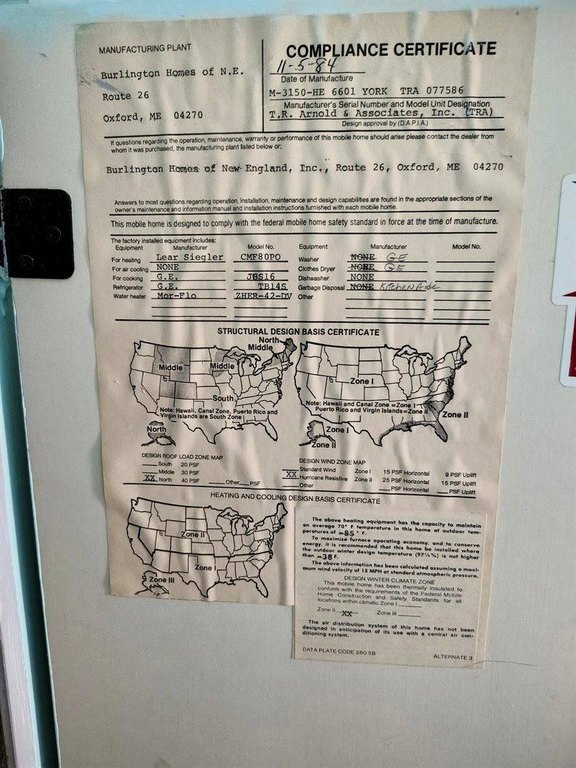 MANUFACTURING PLANT
COMPLIANCE CERTIFICATE
Burlington Homes of N.E.
Route 26
Oxford, ME 04270
11-5-84
Date of Manufacture
M-3150-HE 6601 YORK TRA 077586
Manufacturer's Serial Number and Model Unit Designation
T.R. Arnold & Associates, Inc. (TRA)
Design approval by (D.A.P.I.A.)
If questions regarding the operation, maintenance, warranty or performance of this mobile home should arise please contact the dealer from
whom it was purchased, the manufacturing plant listed below or:
Burlington Homes of New England, Inc., Route 26, Oxford, ME 04270
Answers to most questions regarding operation, installation, maintenance and design capabilities are found in the appropriate sections of the
owner's maintenance and information manual and installation instructions furnished with each mobile home.
This mobile home is designed to comply with the federal mobile home safety standard in force at the time of manufacture.
The factory installed equipment includes:
Equipment Manufacturer Model No. Equipment Manufacturer Model No.
For heating Lear Siegler CMF80PO Washer NONE GE
For air cooling NONE Clothes Dryer NONE GE
For cooking G.E. JBS16 Dishwasher NONE
Refrigerator G.E. TB14S Garbage Disposal NONE KitchenAide
Water heater Mor-Flo ZHER-42-DV Other
STRUCTURAL DESIGN BASIS CERTIFICATE
North
Middle
Middle
Middle
South
Note: Hawaii, Canal Zone, Puerto Rico and
Virgin Islands are South Zone
North
Zone I
Note: Hawaii and Canal Zone = Zone I
Puerto Rico and Virgin Islands = Zone II
Zone II
Zone I
Zone II
DESIGN ROOF LOAD ZONE MAP
South 20 PSF
Middle 30 PSF
XX North 40 PSF Other PSF
DESIGN WIND ZONE MAP
XX Standard Wind Zone I 15 PSF Horizontal 9 PSF Uplift
Hurricane Resistive Zone II 25 PSF Horizontal 15 PSF Uplift
Other PSF Horizontal PSF Uplift
HEATING AND COOLING DESIGN BASIS CERTIFICATE
Zone II
Zone I
Zone III
The above heating equipment has the capacity to maintain
an average 70° F temperature in this home at outdoor tem-
peratures of -85 ° F.
To maximize furnace operating economy, and to conserve
energy, it is recommended that this home be installed where
the outdoor winter design temperature (97½%) is not higher
than -38 F.
The above information has been calculated assuming a maxi-
mum wind velocity of 15 MPH at standard atmospheric pressure.
DESIGN WINTER CLIMATE ZONE
This mobile home has been thermally insulated to
conform with the requirements of the Federal Mobile
Home Construction and Safety Standards for all
locations within climatic Zone I
Zone II XX Zone III
The air distribution system of this home has not been
designed in anticipation of its use with a central air con-
ditioning system.
DATA PLATE CODE 280.5B
ALTERNATE 3